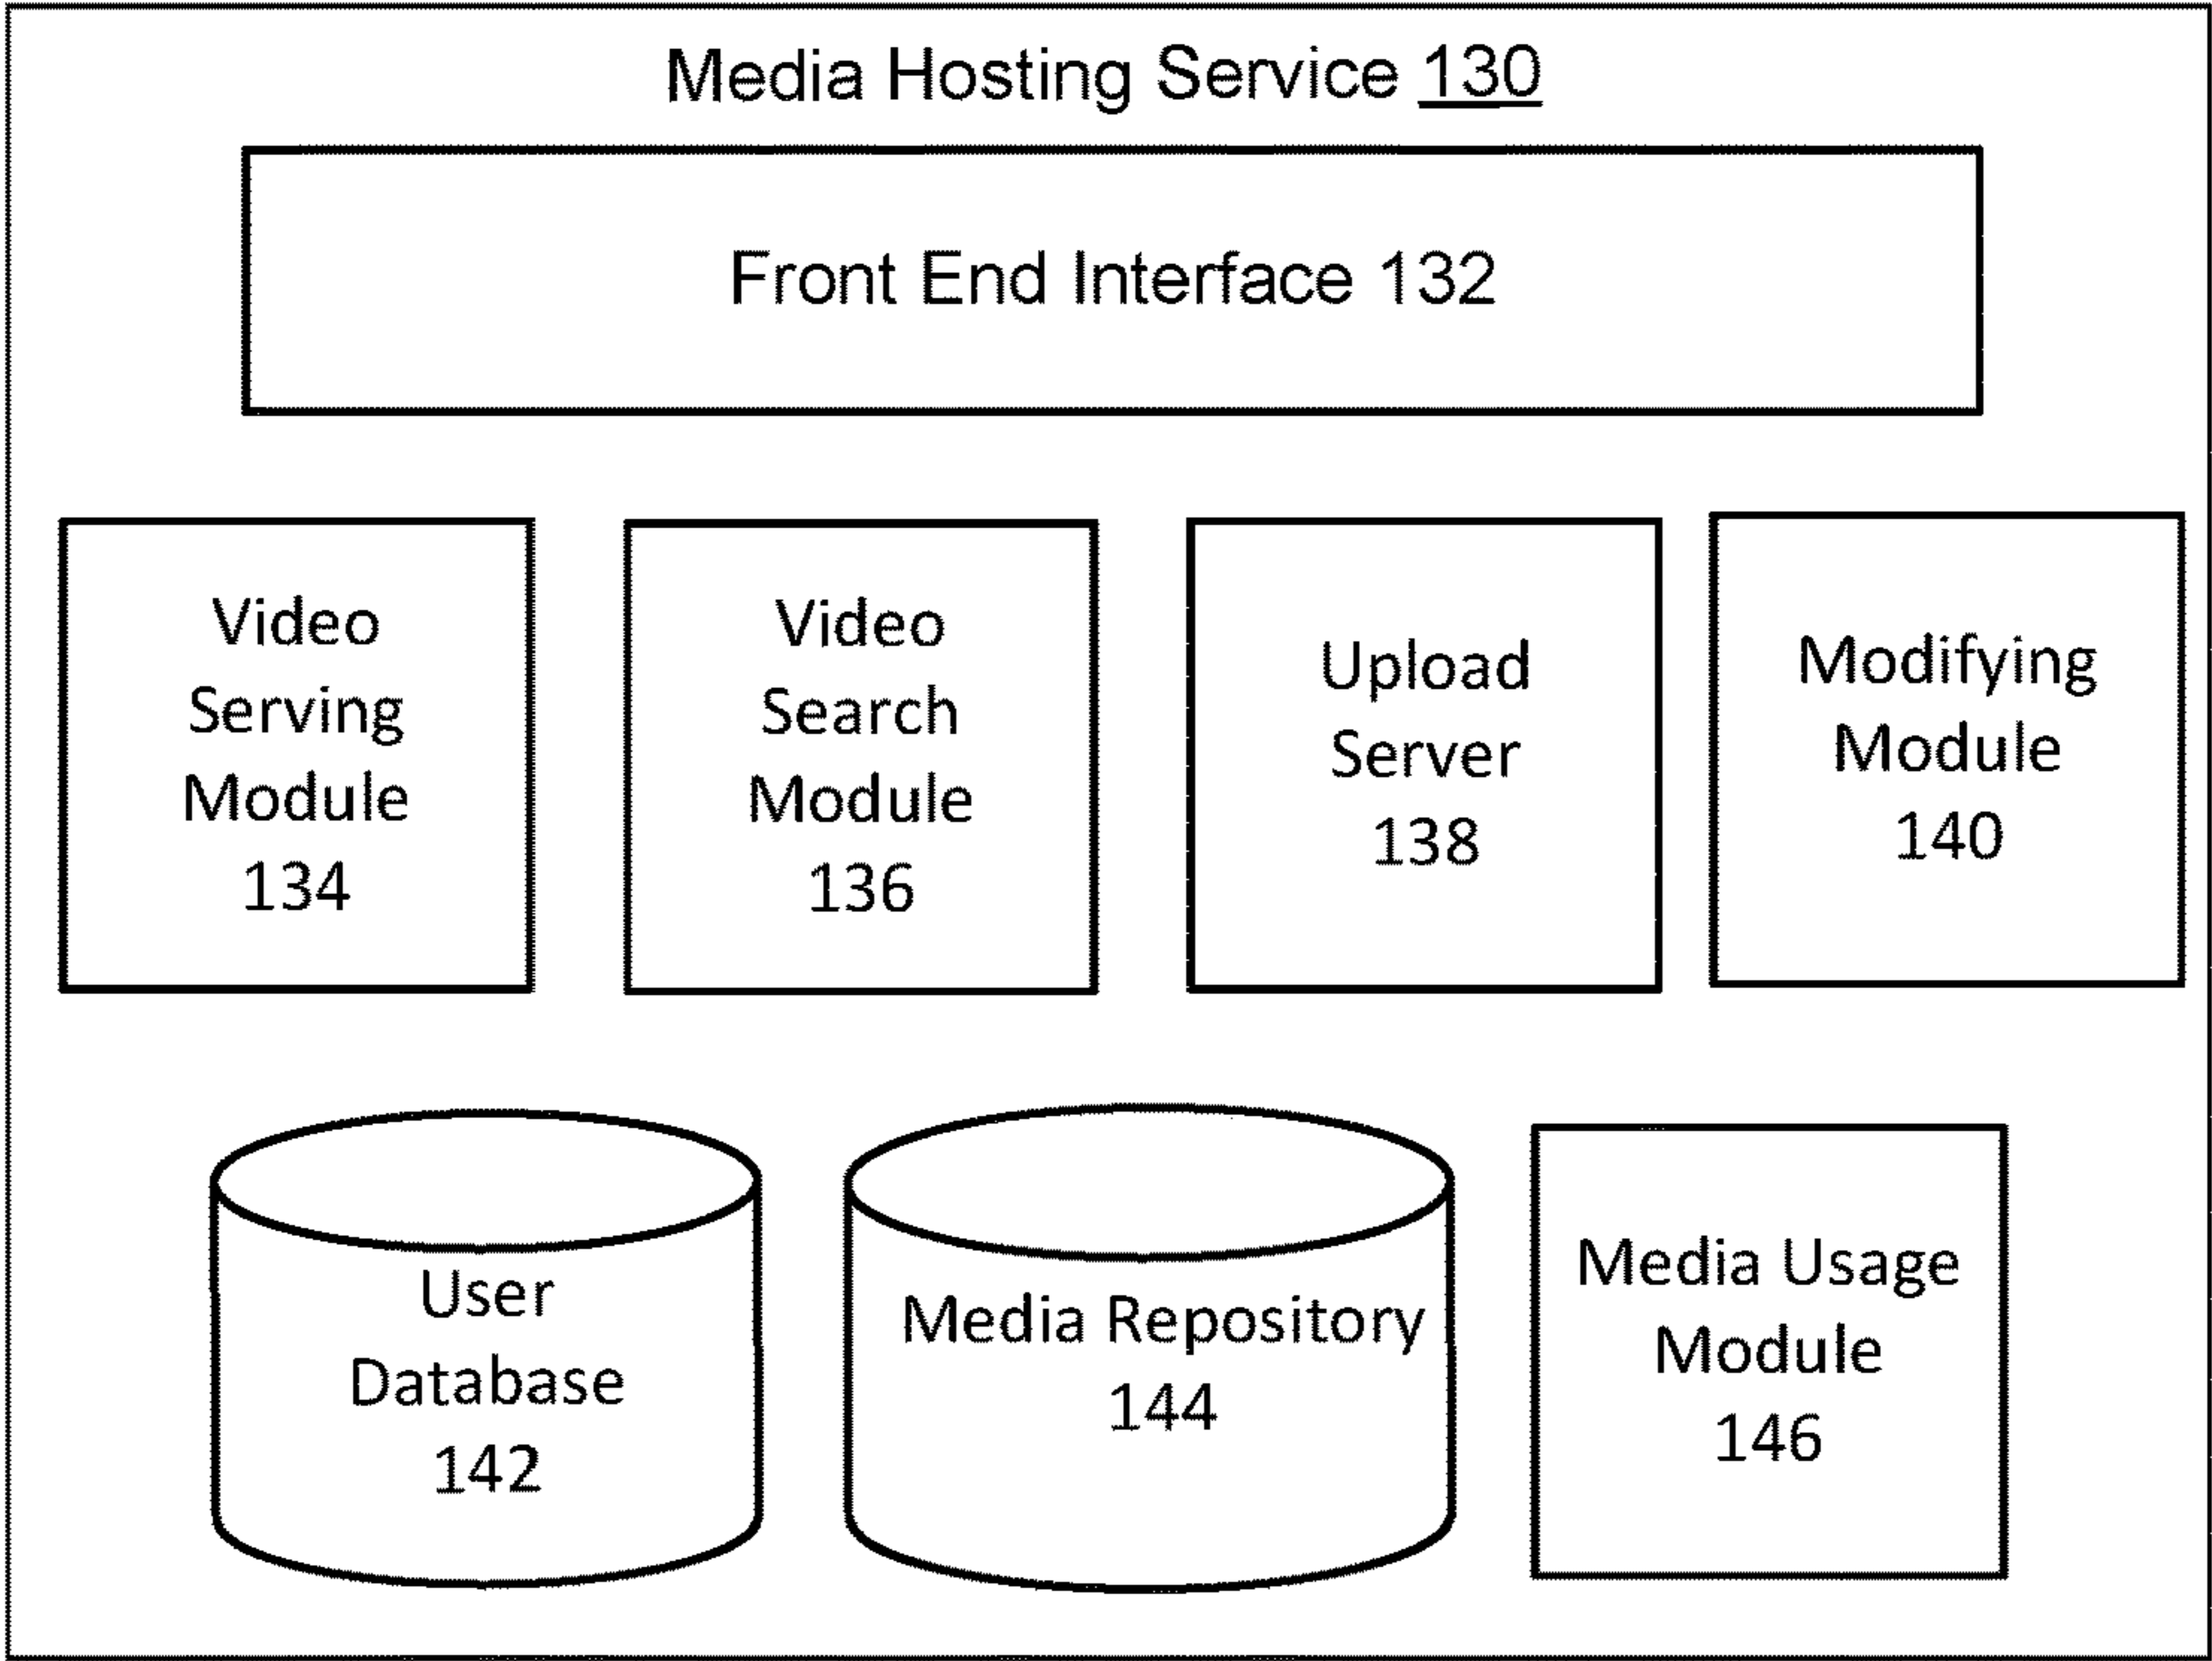 Media Hosting Service 130
Front End Interface 132
Video
Serving
Module
134
Video
Search
Module
136
Upload
Server
138
Modifying
Module
140
User
Database
142
Media Repository
144
Media Usage
Module
146